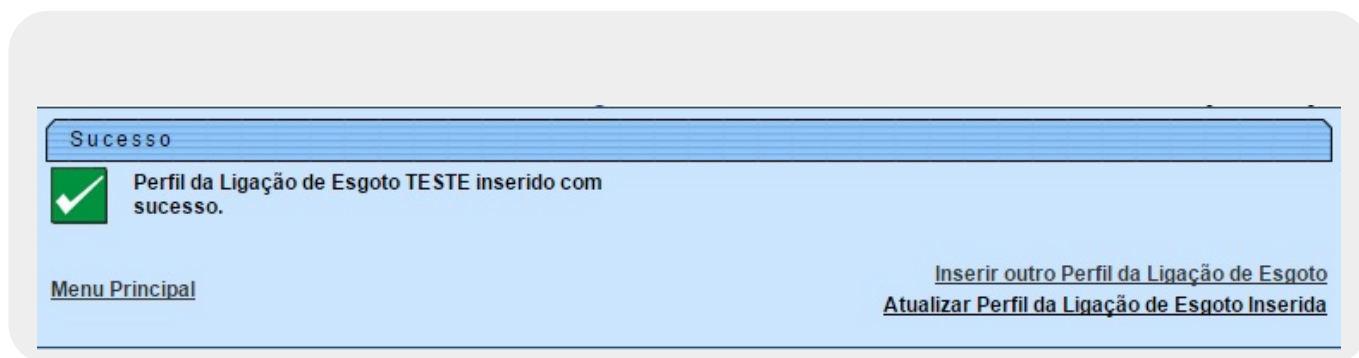 Sucesso
Perfil da Ligação de Esgoto TESTE inserido com
sucesso.
Inserir outro Perfil da Ligação de Esgoto
Menu Principal
Atualizar Perfil da Ligação de Esgoto Inserida